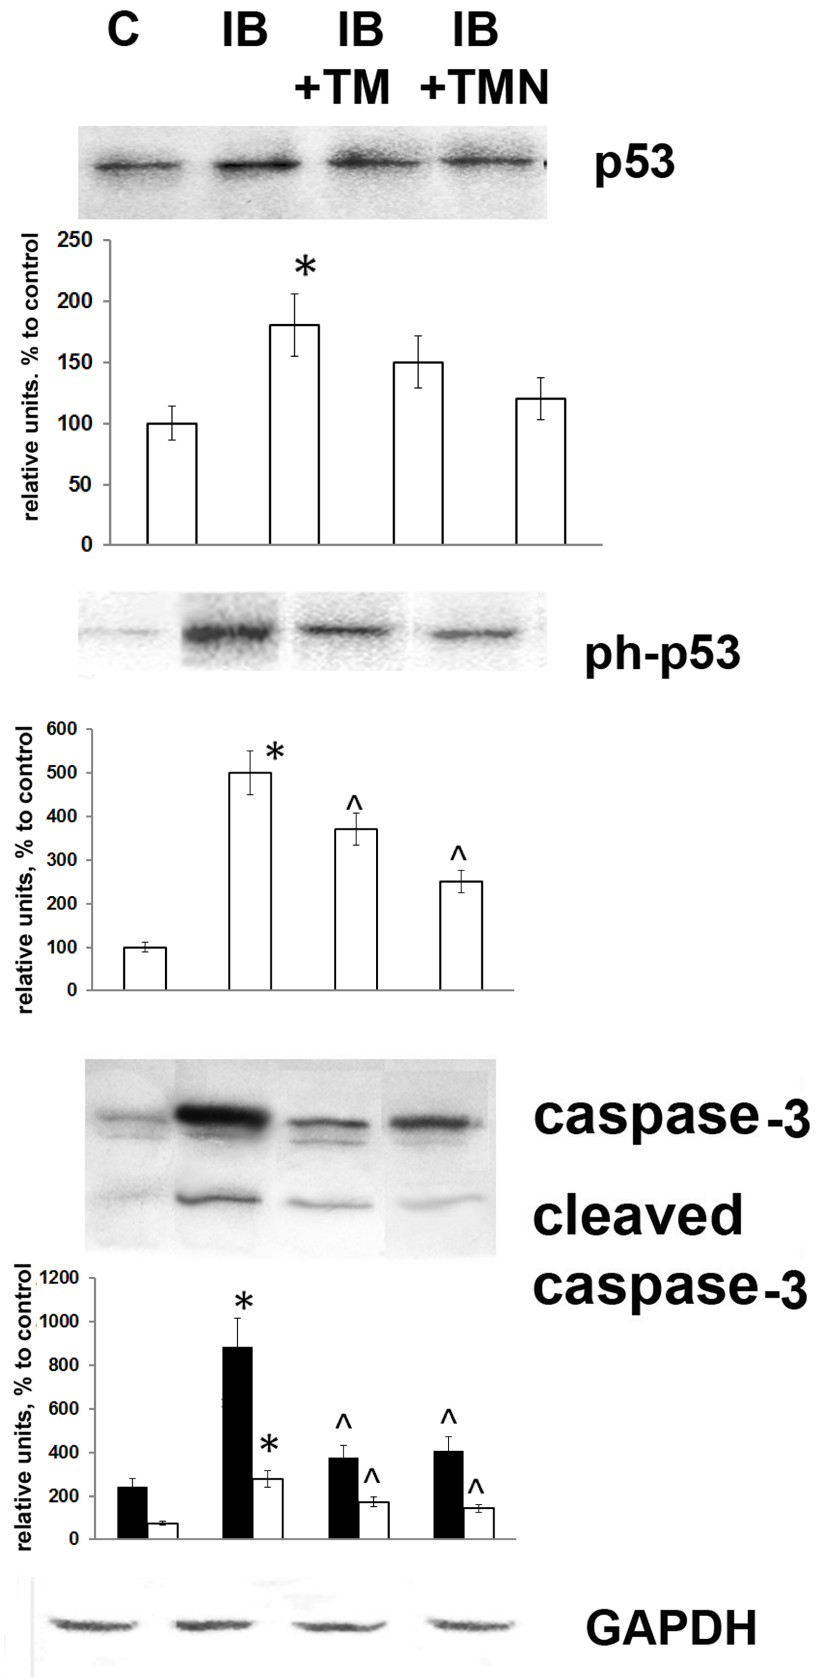 C IB IB IB
+TM +TMN
p53
relative units. % to control
250
*
200
150
100
50
0
ph-p53
relative units, % to control
600
*
500
^
400
^
300
200
100
0
caspase-3
cleaved
caspase-3
relative units, % to control
1200
*
1000
800
600
^ ^
*
400
^ ^
200
0
GAPDH